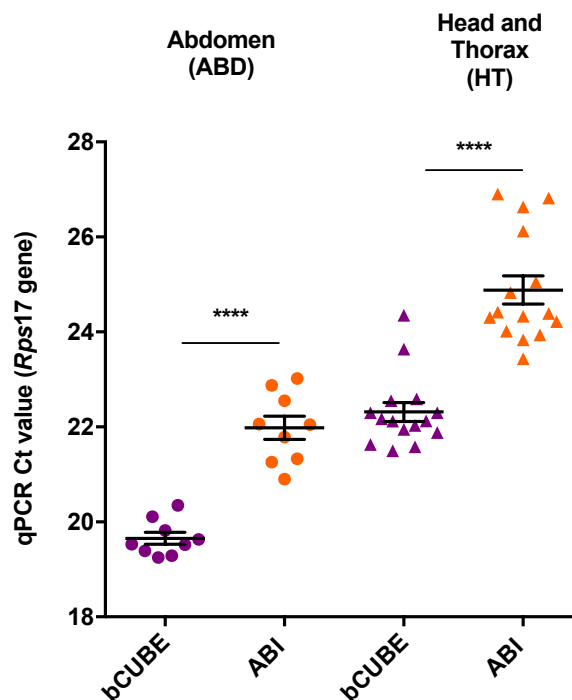 Abdomen
(ABD)
Head and
Thorax
(HT)
qPCR Ct value (Rps17 gene)
28
26
24
22
20
18
****
****
bCUBE
ABI
bCUBE
ABI